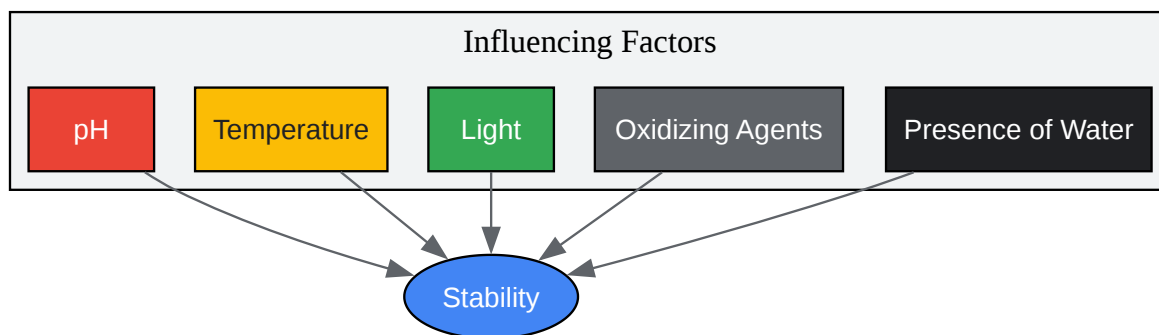 Influencing Factors
pH
Temperature
Light
Oxidizing Agents
Presence of Water
Stability